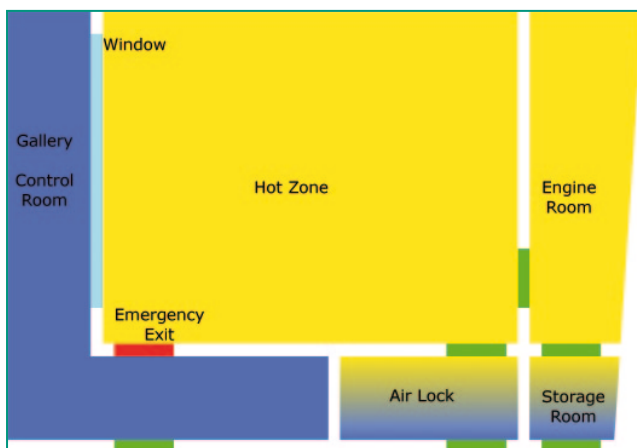 Window
Gallery
Control
Room
Hot Zone
Engine
Room
Emergency
Exit
Air Lock
Storage
Room